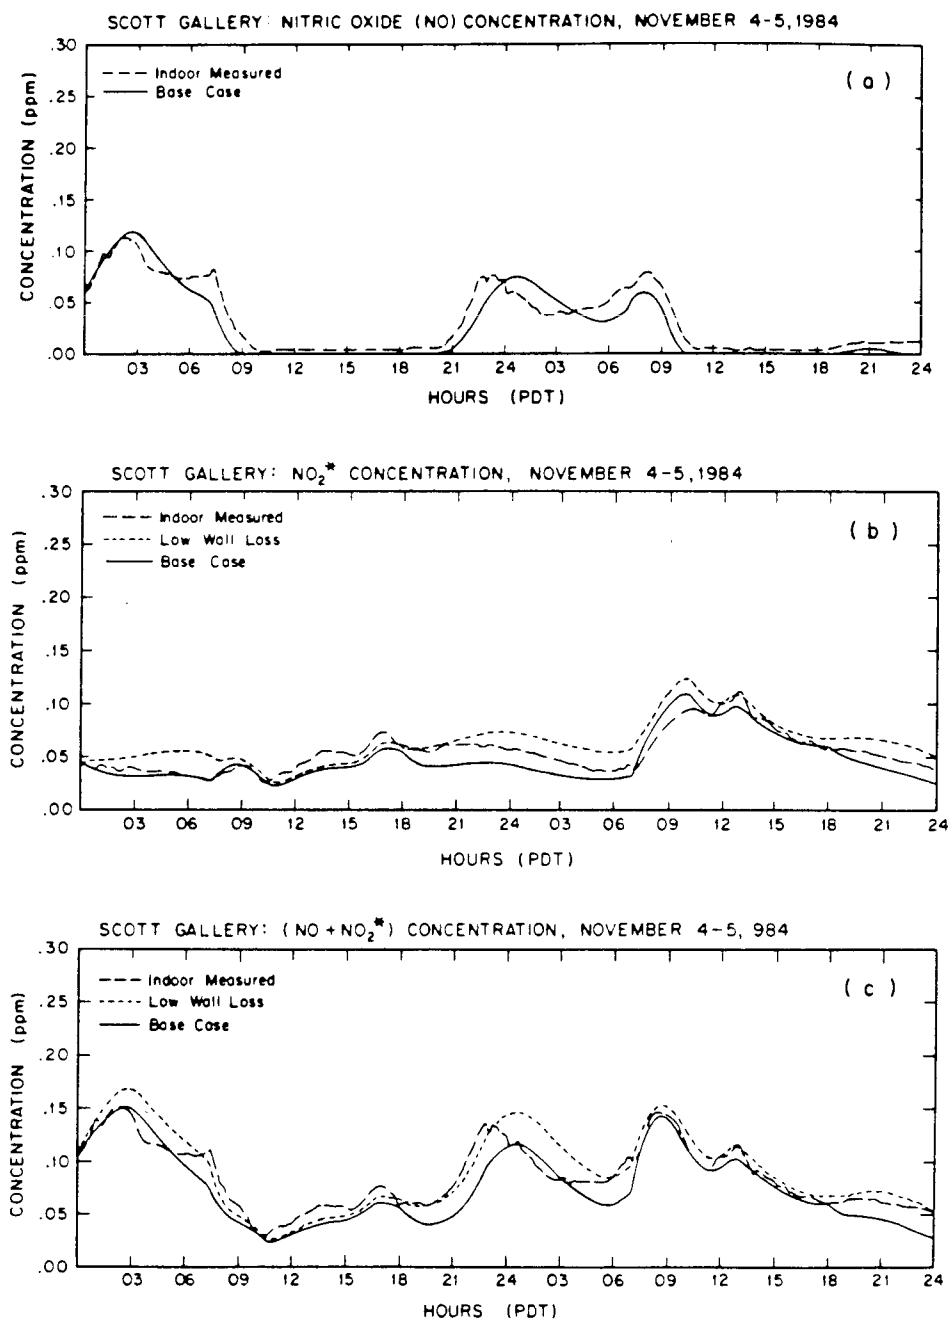 SCOTT GALLERY: NITRIC OXIDE (NO) CONCENTRATION, NOVEMBER 4-5,1984
.30
.25
.20
.15
.10
.05
.00
CONCENTRATION (ppm)
Indoor Measured
Base Case
(a)
03 06 09 12 15 18 21 24 03 06 09 12 15 18 21 24
HOURS (PDT)
SCOTT GALLERY: NO2* CONCENTRATION, NOVEMBER 4-5,1984
.30
.25
.20
.15
.10
.05
.00
CONCENTRATION (ppm)
Indoor Measured
Low Wall Loss
Base Case
(b)
03 06 09 12 15 18 21 24 03 06 09 12 15 18 21 24
HOURS (PDT)
SCOTT GALLERY: (NO+NO2*) CONCENTRATION, NOVEMBER 4-5, 984
.30
.25
.20
.15
.10
.05
.00
CONCENTRATION (ppm)
Indoor Measured
Low Wall Loss
Base Case
(c)
03 06 09 12 15 18 21 24 03 06 09 12 15 18 21 24
HOURS (PDT)